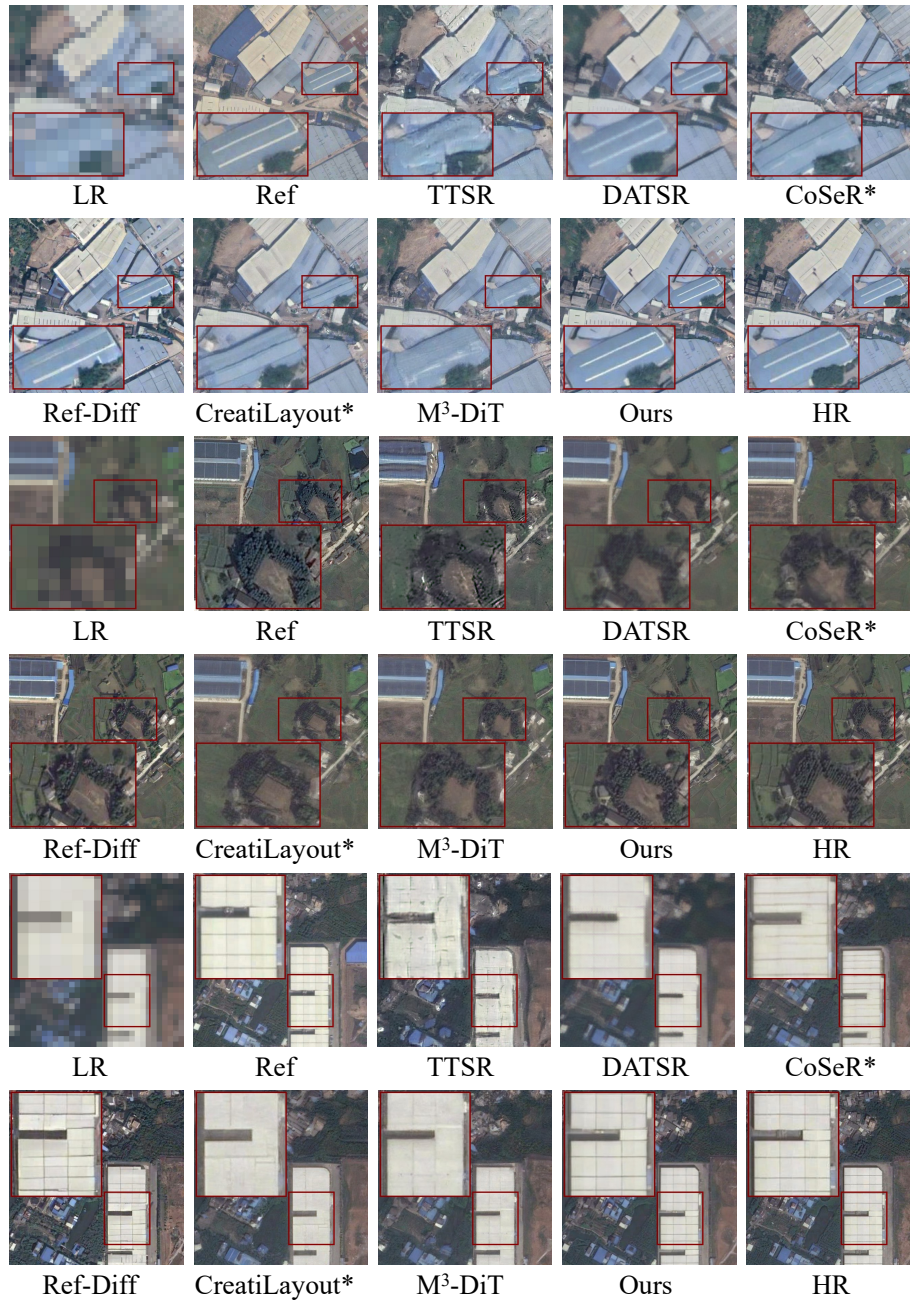 LR Ref TTSR DATSR CoSeR*
Ref-Diff CreatiLayout* M³-DiT Ours HR
LR Ref TTSR DATSR CoSeR*
Ref-Diff CreatiLayout* M³-DiT Ours HR
LR Ref TTSR DATSR CoSeR*
Ref-Diff CreatiLayout* M³-DiT Ours HR